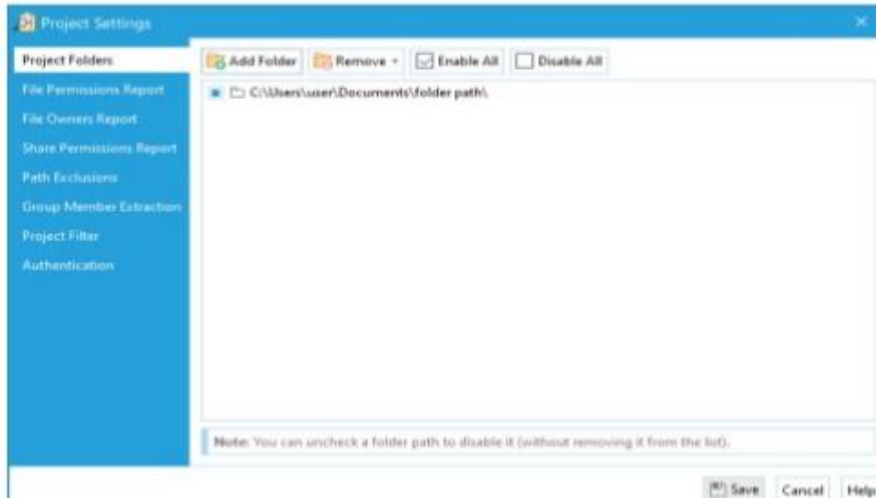 Project Settings
Project Folders
File Permissions Report
File Owners Report
Share Permissions Report
Path Exclusions
Group Member Extraction
Project Filter
Authentication
Add Folder Remove Enable All Disable All
C:\Users\user\Documents\folder path\
Note: You can uncheck a folder path to disable it (without removing it from the list).
Save Cancel Help